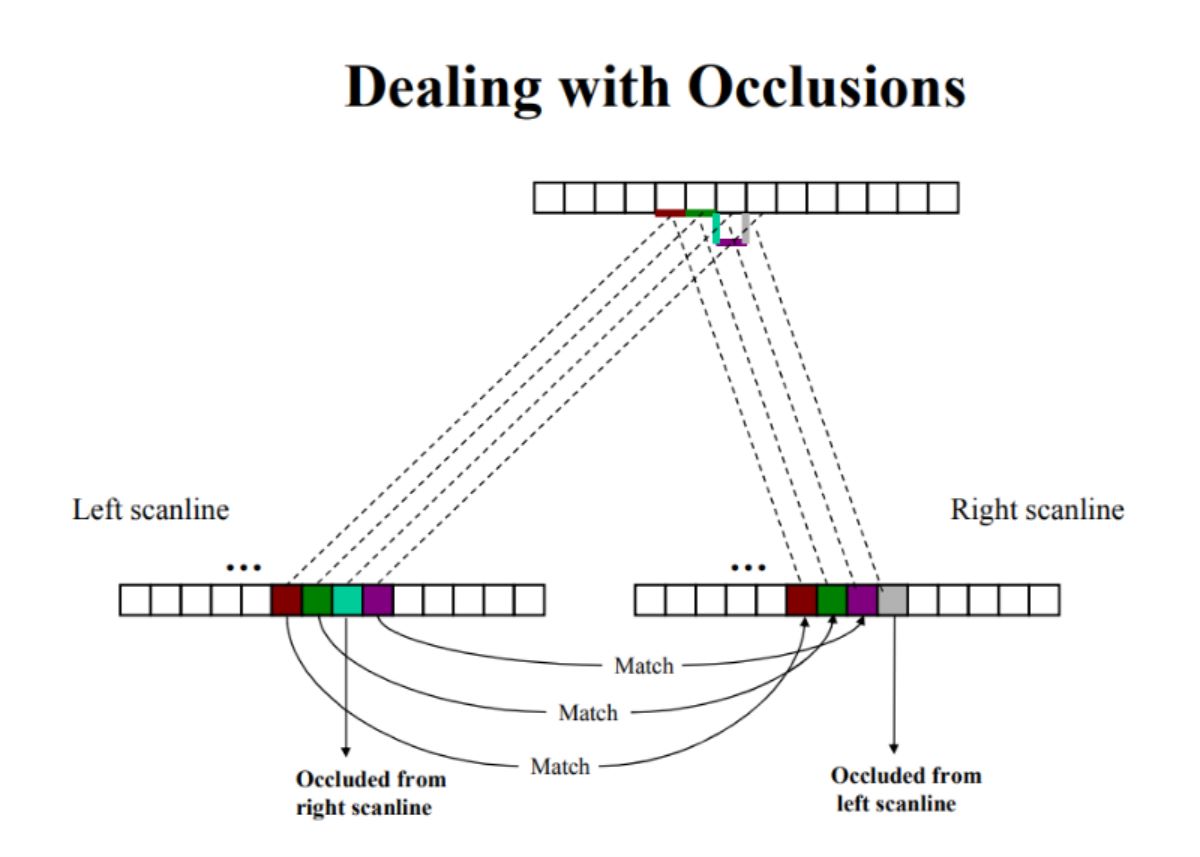 Dealing with Occlusions
Left scanline
Right scanline
...
...
Match
Match
Match
Occluded from
right scanline
Occluded from
left scanline